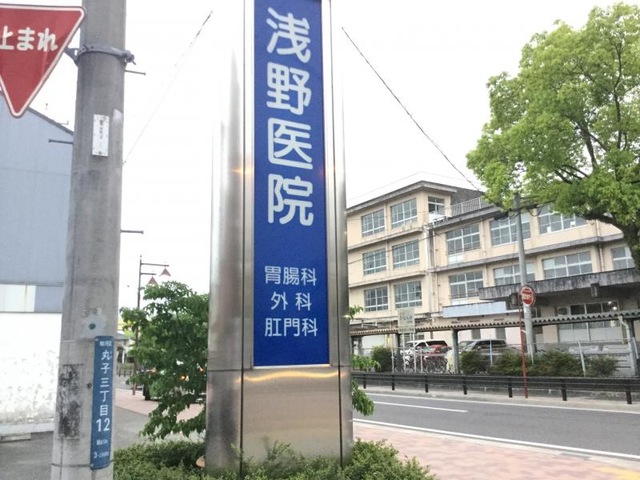 止まれ
浅野医院
胃腸科
外科
肛門科
丸子三丁目
12